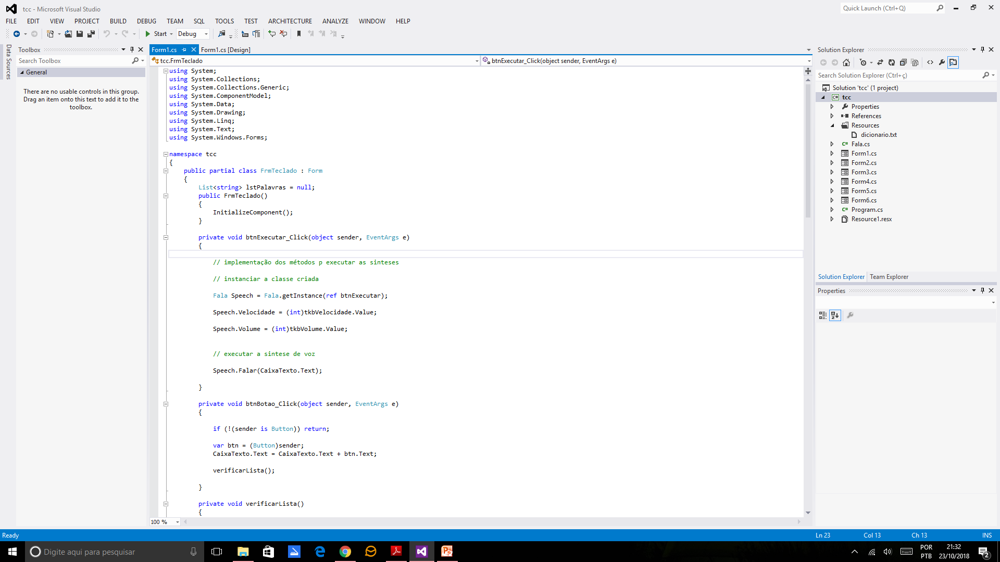 tcc - Microsoft Visual Studio
Quick Launch (Ctrl+Q)
FILE EDIT VIEW PROJECT BUILD DEBUG TEAM SQL TOOLS TEST ARCHITECTURE ANALYZE WINDOW HELP
Start Debug
Data Sources
Toolbox
Search Toolbox
General
There are no usable controls in this group.
Drag an item onto this text to add it to the
toolbox.
Form1.cs Form1.cs [Design]
tcc.FrmTeclado btnExecutar_Click(object sender, EventArgs e)
using System;
using System.Collections;
using System.Collections.Generic;
using System.ComponentModel;
using System.Data;
using System.Drawing;
using System.Linq;
using System.Text;
using System.Windows.Forms;
namespace tcc
{
public partial class FrmTeclado : Form
{
List<string> lstPalavras = null;
public FrmTeclado()
{
InitializeComponent();
}
private void btnExecutar_Click(object sender, EventArgs e)
{
// implementação dos métodos p executar as sinteses
// instanciar a classe criada
Fala Speech = Fala.getInstance(ref btnExecutar);
Speech.Velocidade = (int)tkbVelocidade.Value;
Speech.Volume = (int)tkbVolume.Value;
// executar a sintese de voz
Speech.Falar(CaixaTexto.Text);
}
private void btnBotao_Click(object sender, EventArgs e)
{
if (!(sender is Button)) return;
var btn = (Button)sender;
CaixaTexto.Text = CaixaTexto.Text + btn.Text;
verificarLista();
}
private void verificarLista()
{
100 %
Solution Explorer
Search Solution Explorer (Ctrl+ç)
Solution 'tcc' (1 project)
C# tcc
Properties
References
Resources
dicionario.txt
C# Fala.cs
Form1.cs
Form2.cs
Form3.cs
Form4.cs
Form5.cs
Form6.cs
C# Program.cs
Resource1.resx
Solution Explorer Team Explorer
Properties
Ready Ln 23 Col 13 Ch 13 INS
Digite aqui para pesquisar
POR
PTB
21:32
23/10/2018
2